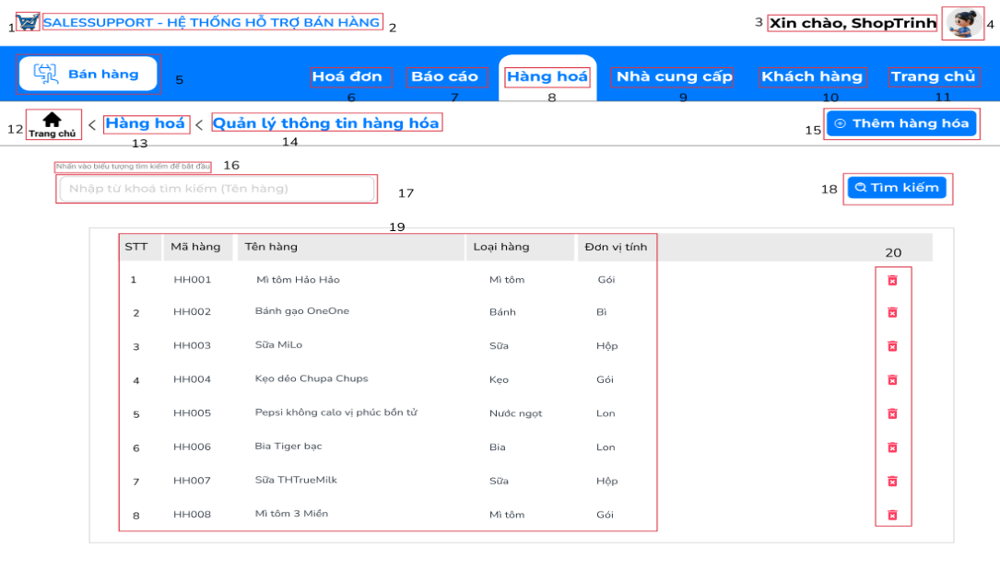 1 SALESSUPPORT - HỆ THỐNG HỖ TRỢ BÁN HÀNG 2 3 Xin chào, ShopTrinh 4
Bán hàng 5 Hoá đơn Báo cáo Hàng hoá Nhà cung cấp Khách hàng Trang chủ
6 7 8 9 10 11
12 Trang chủ < Hàng hoá < Quản lý thông tin hàng hóa 15 Thêm hàng hóa
13 14
Nhấn vào biểu tượng tìm kiếm để bắt đầu 16
Nhập từ khoá tìm kiếm (Tên hàng) 17 18 Tìm kiếm
19
STT Mã hàng Tên hàng Loại hàng Đơn vị tính 20
1 HH001 Mì tôm Hảo Hảo Mì tôm Gói
2 HH002 Bánh gạo OneOne Bánh Bì
3 HH003 Sữa MiLo Sữa Hộp
4 HH004 Kẹo dẻo Chupa Chups Kẹo Gói
5 HH005 Pepsi không calo vị phúc bồn tử Nước ngọt Lon
6 HH006 Bia Tiger bạc Bia Lon
7 HH007 Sữa THTrueMilk Sữa Hộp
8 HH008 Mì tôm 3 Miền Mì tôm Gói